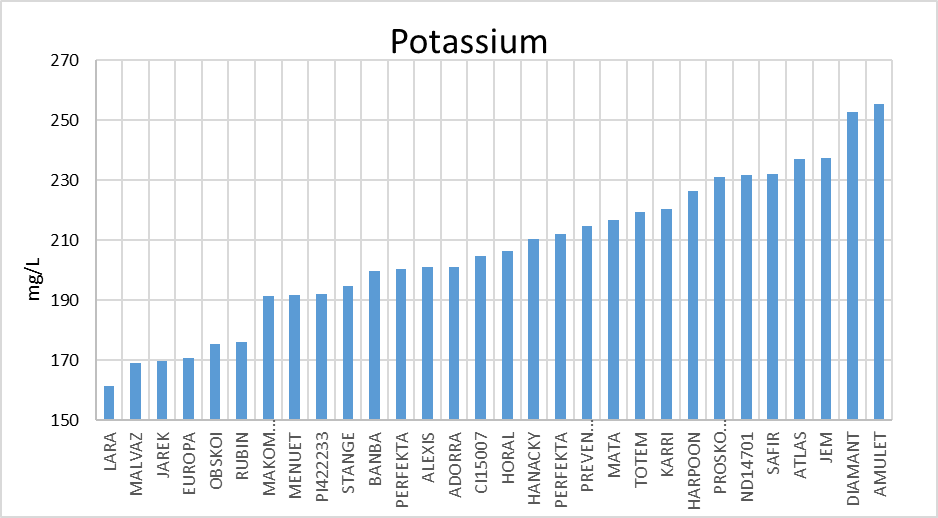 Potassium
270
250
230
210
190
170
150
mg/L
LARA
MALVAZ
JAREK
EUROPA
OBSKOI
RUBIN
MAKOM...
MENUET
PI422233
STANGE
BANBA
PERFEKTA
ALEXIS
ADORRA
CI15007
HORAL
HANACKY
PERFEKTA
PREVEN...
MATA
TOTEM
KARRI
HARPOON
PROSKO...
ND14701
SAFIR
ATLAS
JEM
DIAMANT
AMULET